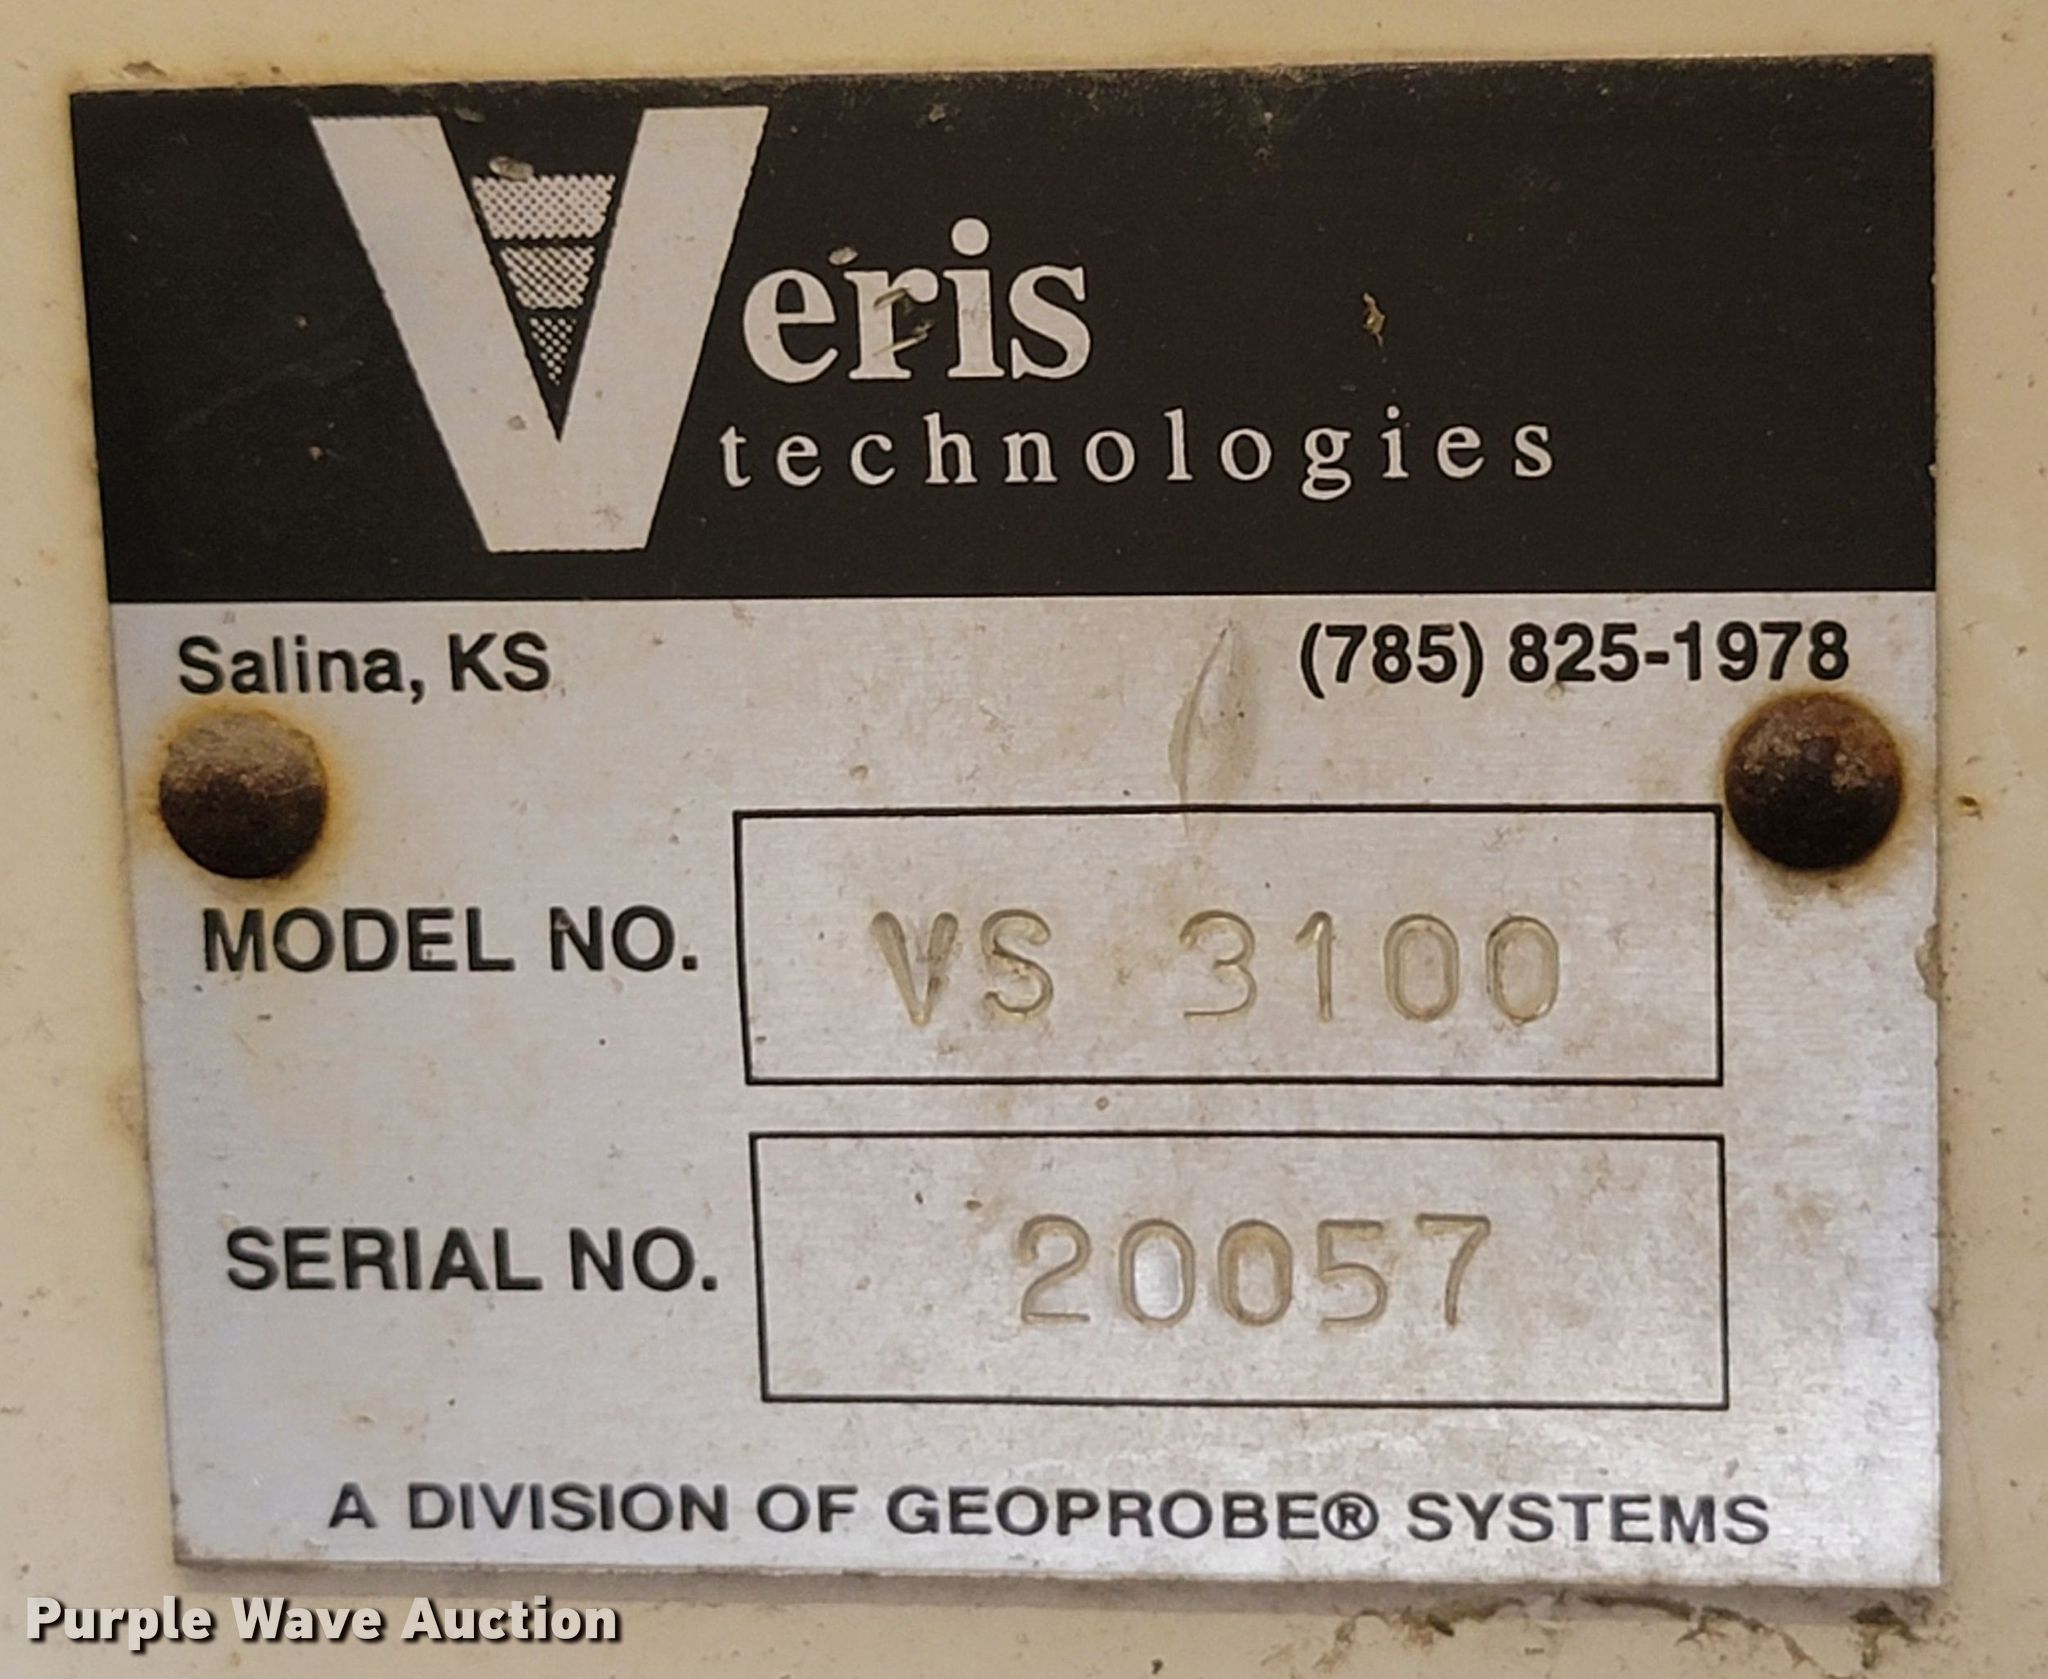 Veris
technologies
Salina, KS (785) 825-1978
MODEL NO. VS 3100
SERIAL NO. 20057
A DIVISION OF GEOPROBE® SYSTEMS
Purple Wave Auction